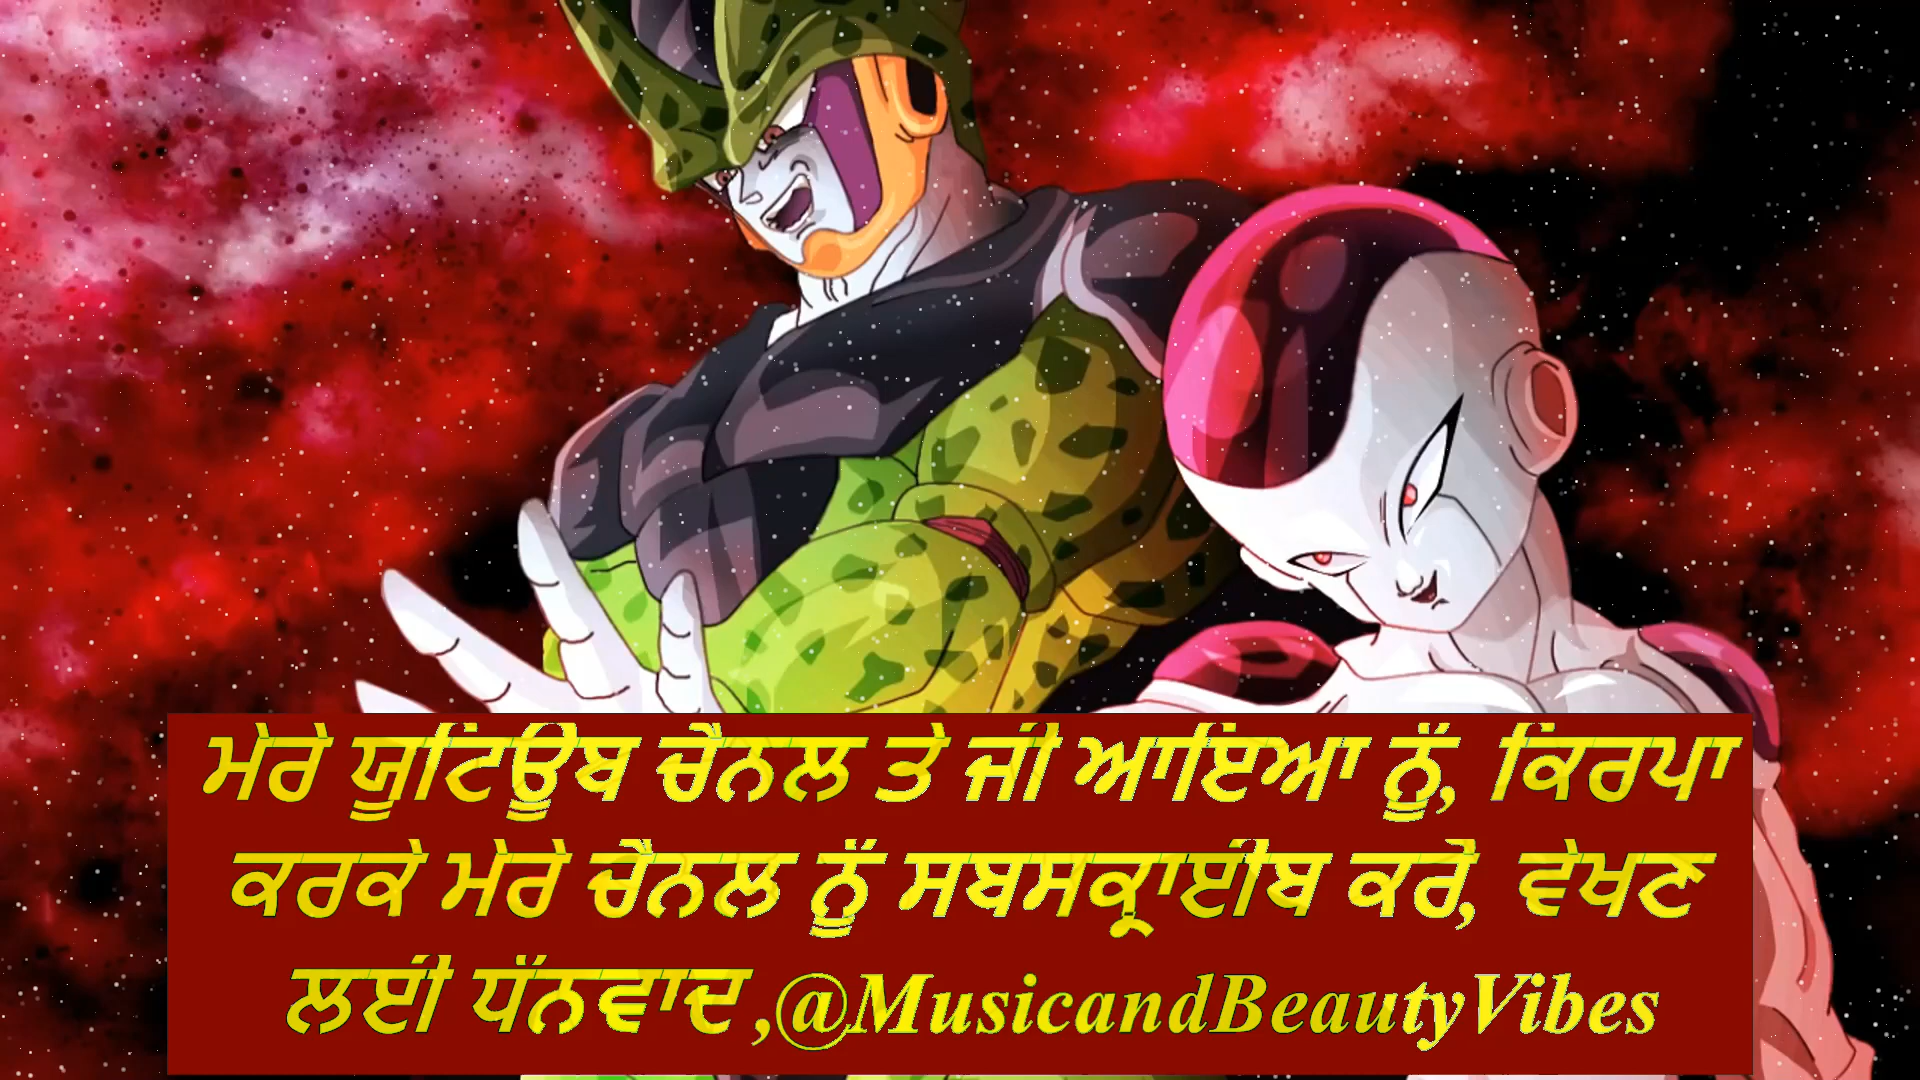 ਮੇਰੇ ਯੂਟਿਊਬ ਚੈਨਲ ਤੇ ਜੀ ਆਇਆ ਨੂੰ, ਕਿਰਪਾ
ਕਰਕੇ ਮੇਰੇ ਚੈਨਲ ਨੂੰ ਸਬਸਕ੍ਰਾਈਬ ਕਰੋ, ਵੇਖਣ
ਲਈ ਧੰਨਵਾਦ ,@MusicandBeautyVibes